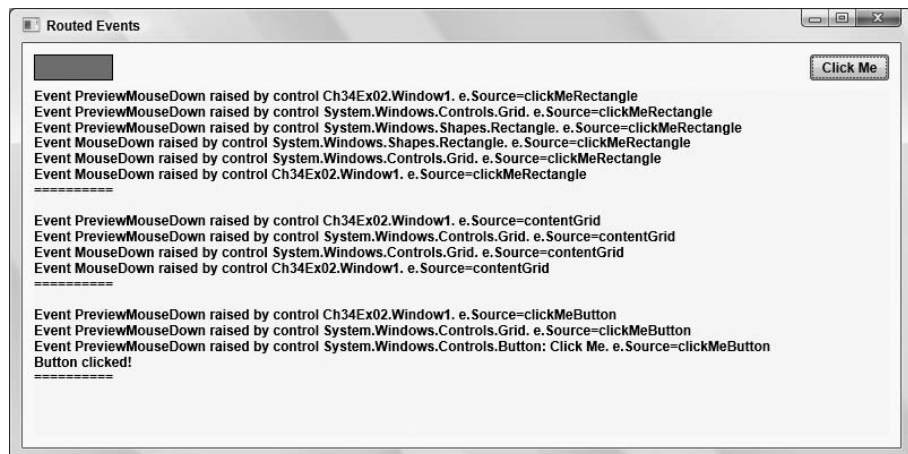 Routed Events
Click Me
Event PreviewMouseDown raised by control Ch34Ex02.Window1. e.Source=clickMeRectangle
Event PreviewMouseDown raised by control System.Windows.Controls.Grid. e.Source=clickMeRectangle
Event PreviewMouseDown raised by control System.Windows.Shapes.Rectangle. e.Source=clickMeRectangle
Event MouseDown raised by control System.Windows.Shapes.Rectangle. e.Source=clickMeRectangle
Event MouseDown raised by control System.Windows.Controls.Grid. e.Source=clickMeRectangle
Event MouseDown raised by control Ch34Ex02.Window1. e.Source=clickMeRectangle
==========
Event PreviewMouseDown raised by control Ch34Ex02.Window1. e.Source=contentGrid
Event PreviewMouseDown raised by control System.Windows.Controls.Grid. e.Source=contentGrid
Event MouseDown raised by control System.Windows.Controls.Grid. e.Source=contentGrid
Event MouseDown raised by control Ch34Ex02.Window1. e.Source=contentGrid
==========
Event PreviewMouseDown raised by control Ch34Ex02.Window1. e.Source=clickMeButton
Event PreviewMouseDown raised by control System.Windows.Controls.Grid. e.Source=clickMeButton
Event PreviewMouseDown raised by control System.Windows.Controls.Button: Click Me. e.Source=clickMeButton
Button clicked!
==========